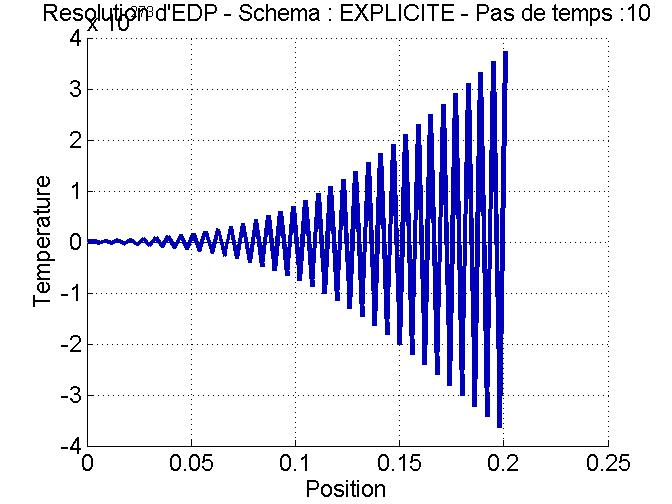 Resolution d'EDP - Schema : EXPLICITE - Pas de temps :10
x 10^273
4
3
2
1
0
-1
-2
-3
-4
Temperature
0 0.05 0.1 0.15 0.2 0.25
Position